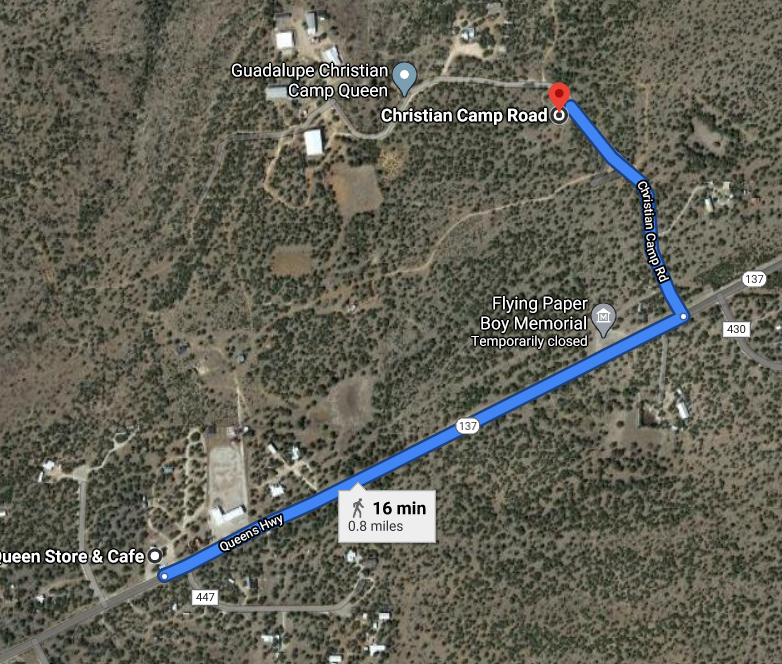 Guadalupe Christian
Camp Queen
Christian Camp Road
Christian Camp Rd
137
Flying Paper
Boy Memorial
Temporarily closed
430
137
16 min
0.8 miles
Queens Hwy
Queen Store & Cafe
447